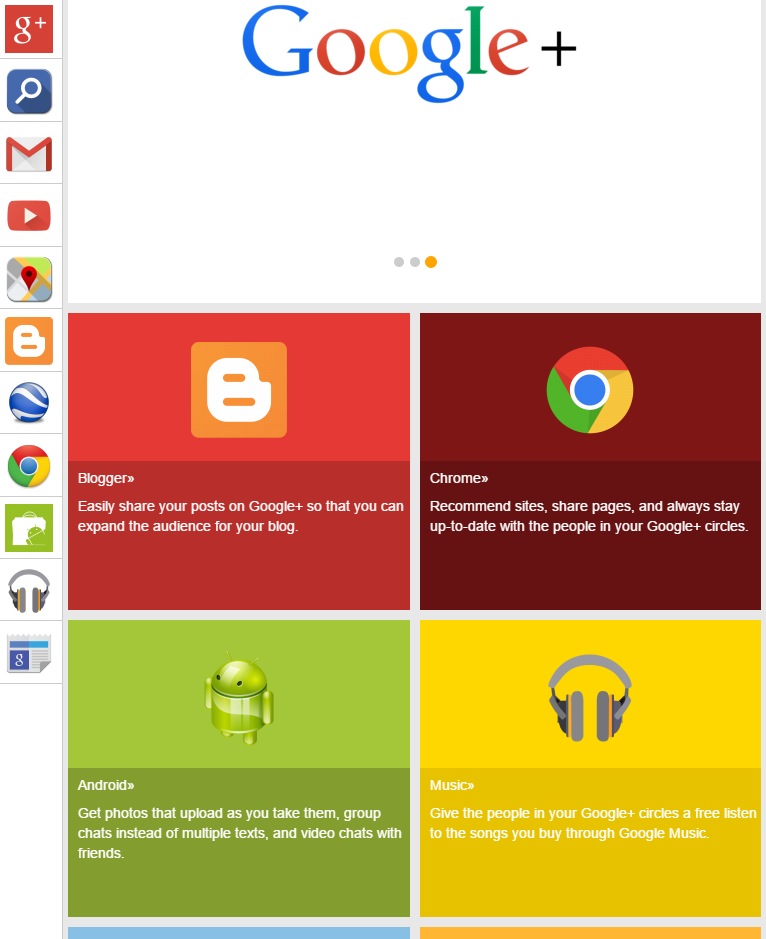 g+
Google+
Blogger»
Easily share your posts on Google+ so that you can
expand the audience for your blog.
Chrome»
Recommend sites, share pages, and always stay
up-to-date with the people in your Google+ circles.
Android»
Get photos that upload as you take them, group
chats instead of multiple texts, and video chats with
friends.
Music»
Give the people in your Google+ circles a free listen
to the songs you buy through Google Music.
g